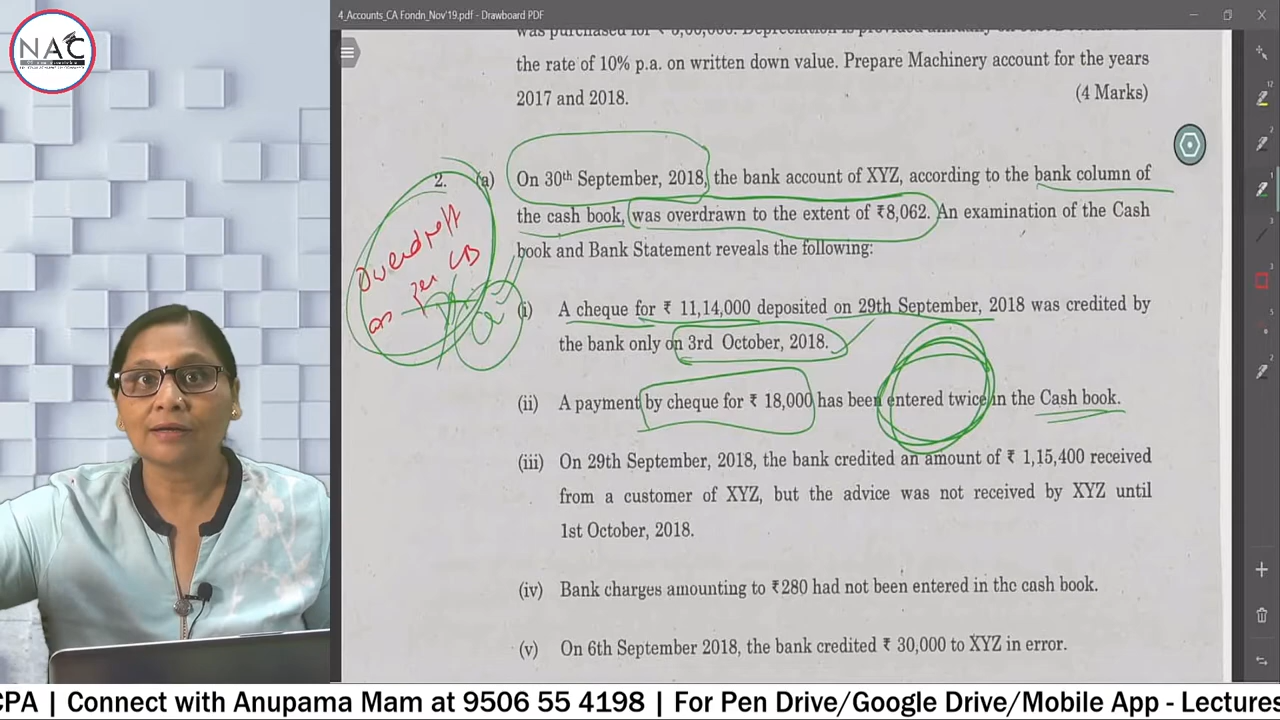 NAC
4_Accounts_CA Fondn_Nov'19.pdf - Drawboard PDF
the rate of 10% p.a. on written down value. Prepare Machinery account for the years
2017 and 2018. (4 Marks)
2. (a) On 30th September, 2018, the bank account of XYZ, according to the bank column of
the cash book, was overdrawn to the extent of ₹8,062. An examination of the Cash
book and Bank Statement reveals the following:
Overdraft
as per CB
(i) A cheque for ₹ 11,14,000 deposited on 29th September, 2018 was credited by
the bank only on 3rd October, 2018.
(ii) A payment by cheque for ₹ 18,000 has been entered twice in the Cash book.
(iii) On 29th September, 2018, the bank credited an amount of ₹ 1,15,400 received
from a customer of XYZ, but the advice was not received by XYZ until
1st October, 2018.
(iv) Bank charges amounting to ₹280 had not been entered in the cash book.
(v) On 6th September 2018, the bank credited ₹ 30,000 to XYZ in error.
CPA | Connect with Anupama Mam at 9506 55 4198 | For Pen Drive/Google Drive/Mobile App - Lectures